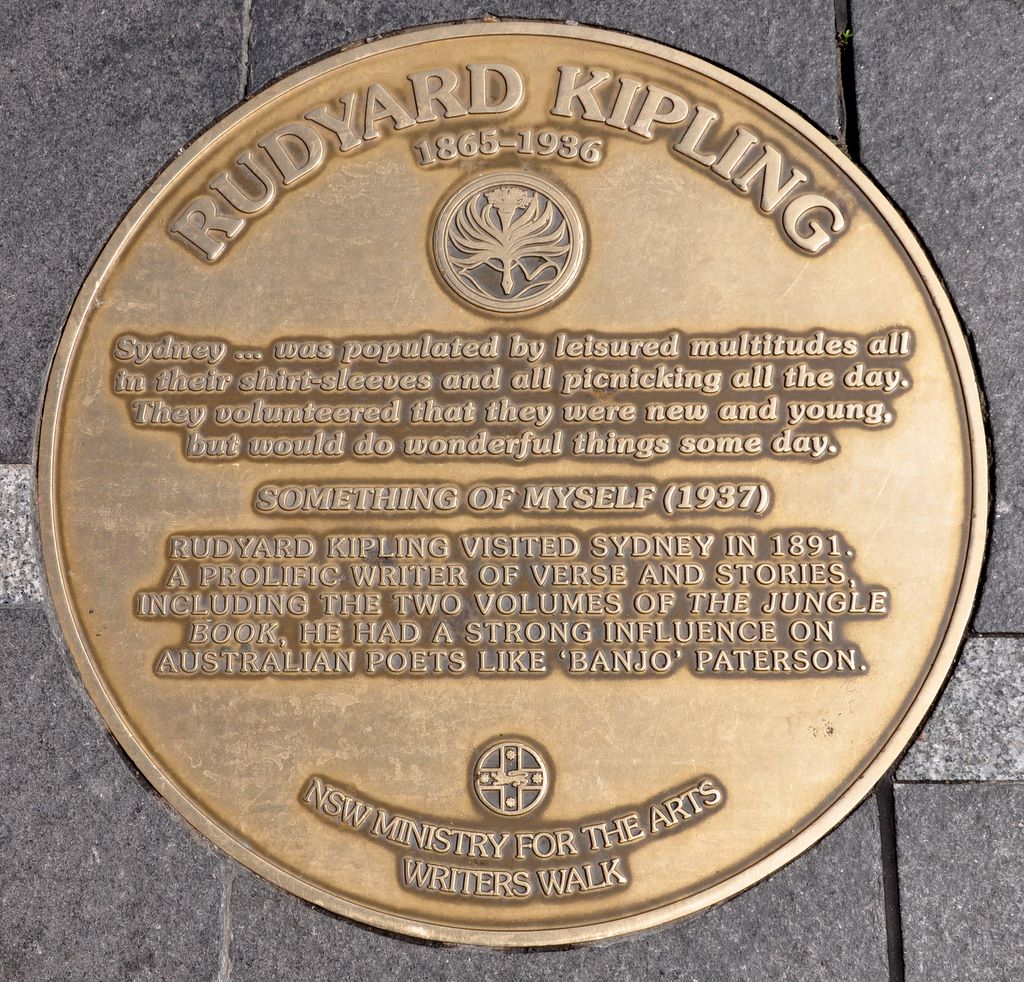 RUDYARD KIPLING
1865–1936
Sydney ... was populated by leisured multitudes all
in their shirt-sleeves and all picnicking all the day.
They volunteered that they were new and young,
but would do wonderful things some day.
SOMETHING OF MYSELF (1937)
RUDYARD KIPLING VISITED SYDNEY IN 1891.
A PROLIFIC WRITER OF VERSE AND STORIES,
INCLUDING THE TWO VOLUMES OF THE JUNGLE
BOOK, HE HAD A STRONG INFLUENCE ON
AUSTRALIAN POETS LIKE ‘BANJO’ PATERSON.
NSW MINISTRY FOR THE ARTS
WRITERS WALK